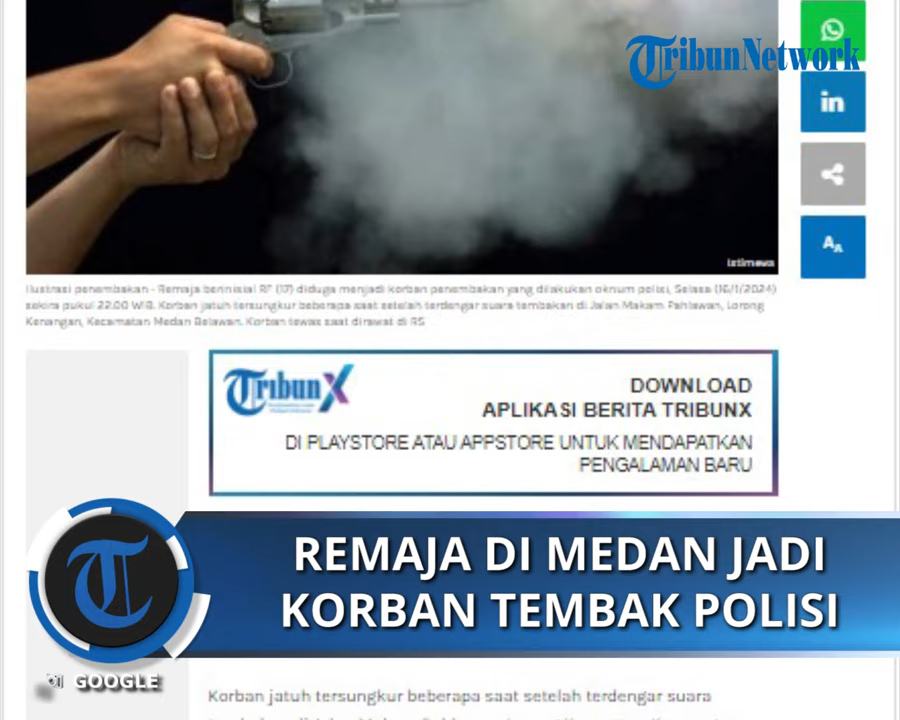 TribunNetwork
in
istimewa
Ilustrasi penembakan - Remaja berinisial RF (17) diduga menjadi korban penembakan yang dilakukan oknum polisi, Selasa (16/1/2024)
sekira pukul 22.00 WIB. Korban jatuh tersungkur beberapa saat setelah terdengar suara tembakan di Jalan Makam Pahlawan, Lorong
Kenangan, Kecamatan Medan Belawan. Korban tewas saat dirawat di RS
TribunX
DOWNLOAD
APLIKASI BERITA TRIBUNX
DI PLAYSTORE ATAU APPSTORE UNTUK MENDAPATKAN
PENGALAMAN BARU
REMAJA DI MEDAN JADI
KORBAN TEMBAK POLISI
GOOGLE
Korban jatuh tersungkur beberapa saat setelah terdengar suara